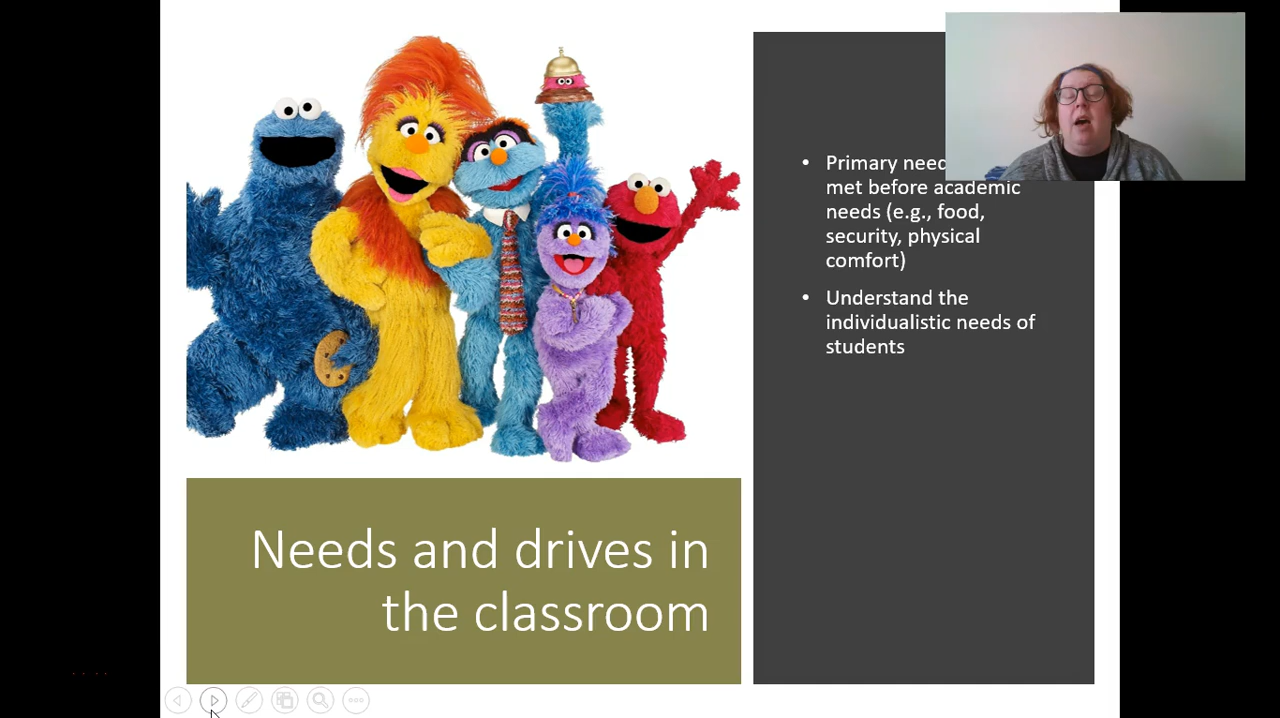 Primary
met before academic
needs (e.g., food,
security, physical
comfort)
Understand the
individualistic needs of
students
Needs and drives in
the classroom